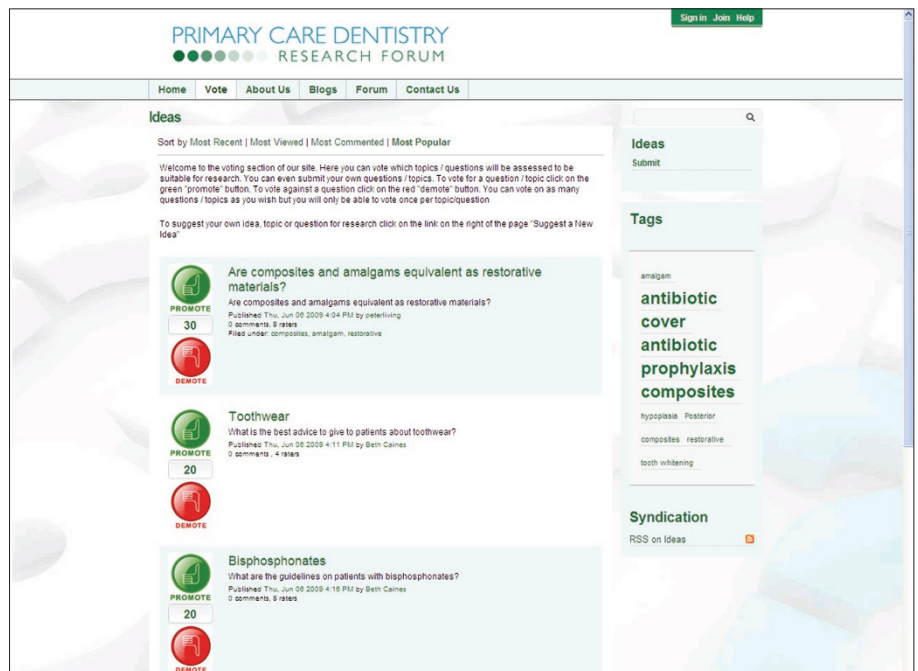 PRIMARY CARE DENTISTRY
RESEARCH FORUM
Sign in Join Help
Home Vote About Us Blogs Forum Contact Us
Ideas
Sort by Most Recent | Most Viewed | Most Commented | Most Popular
Welcome to the voting section of our site. Here you can vote which topics / questions will be assessed to be
suitable for research. You can even submit your own questions / topics. To vote for a question / topic click on the
green "promote" button. To vote against a question click on the red "demote" button. You can vote on as many
questions / topics as you wish but you will only be able to vote once per topic/question
To suggest your own idea, topic or question for research click on the link on the right of the page "Suggest a New
Idea"
Are composites and amalgams equivalent as restorative
materials?
Are composites and amalgams equivalent as restorative materials?
Published Thu, Jun 06 2009 4:04 PM by peterliving
0 comments, 8 raters
Filed under: composites, amalgam, restorative
PROMOTE
30
DEMOTE
Toothwear
What is the best advice to give to patients about toothwear?
Published Thu, Jun 06 2009 4:11 PM by Beth Caines
0 comments , 4 raters
PROMOTE
20
DEMOTE
Bisphosphonates
What are the guidelines on patients with bisphosphonates?
Published Thu, Jun 06 2009 4:16 PM by Beth Caines
0 comments, 8 raters
PROMOTE
20
DEMOTE
Ideas
Submit
Tags
amalgam
antibiotic
cover
antibiotic
prophylaxis
composites
hypoplasia Posterior
composites restorative
tooth whitening
Syndication
RSS on Ideas